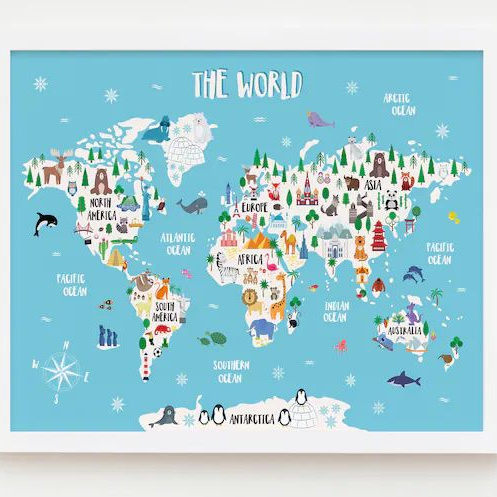 THE WORLD
ARCTIC
OCEAN
NORTH
AMERICA
EUROPE
ASIA
ATLANTIC
OCEAN
PACIFIC
OCEAN
AFRICA
PACIFIC
OCEAN
SOUTH
AMERICA
INDIAN
OCEAN
AUSTRALIA
N
W
E
S
SOUTHERN
OCEAN
ANTARCTICA